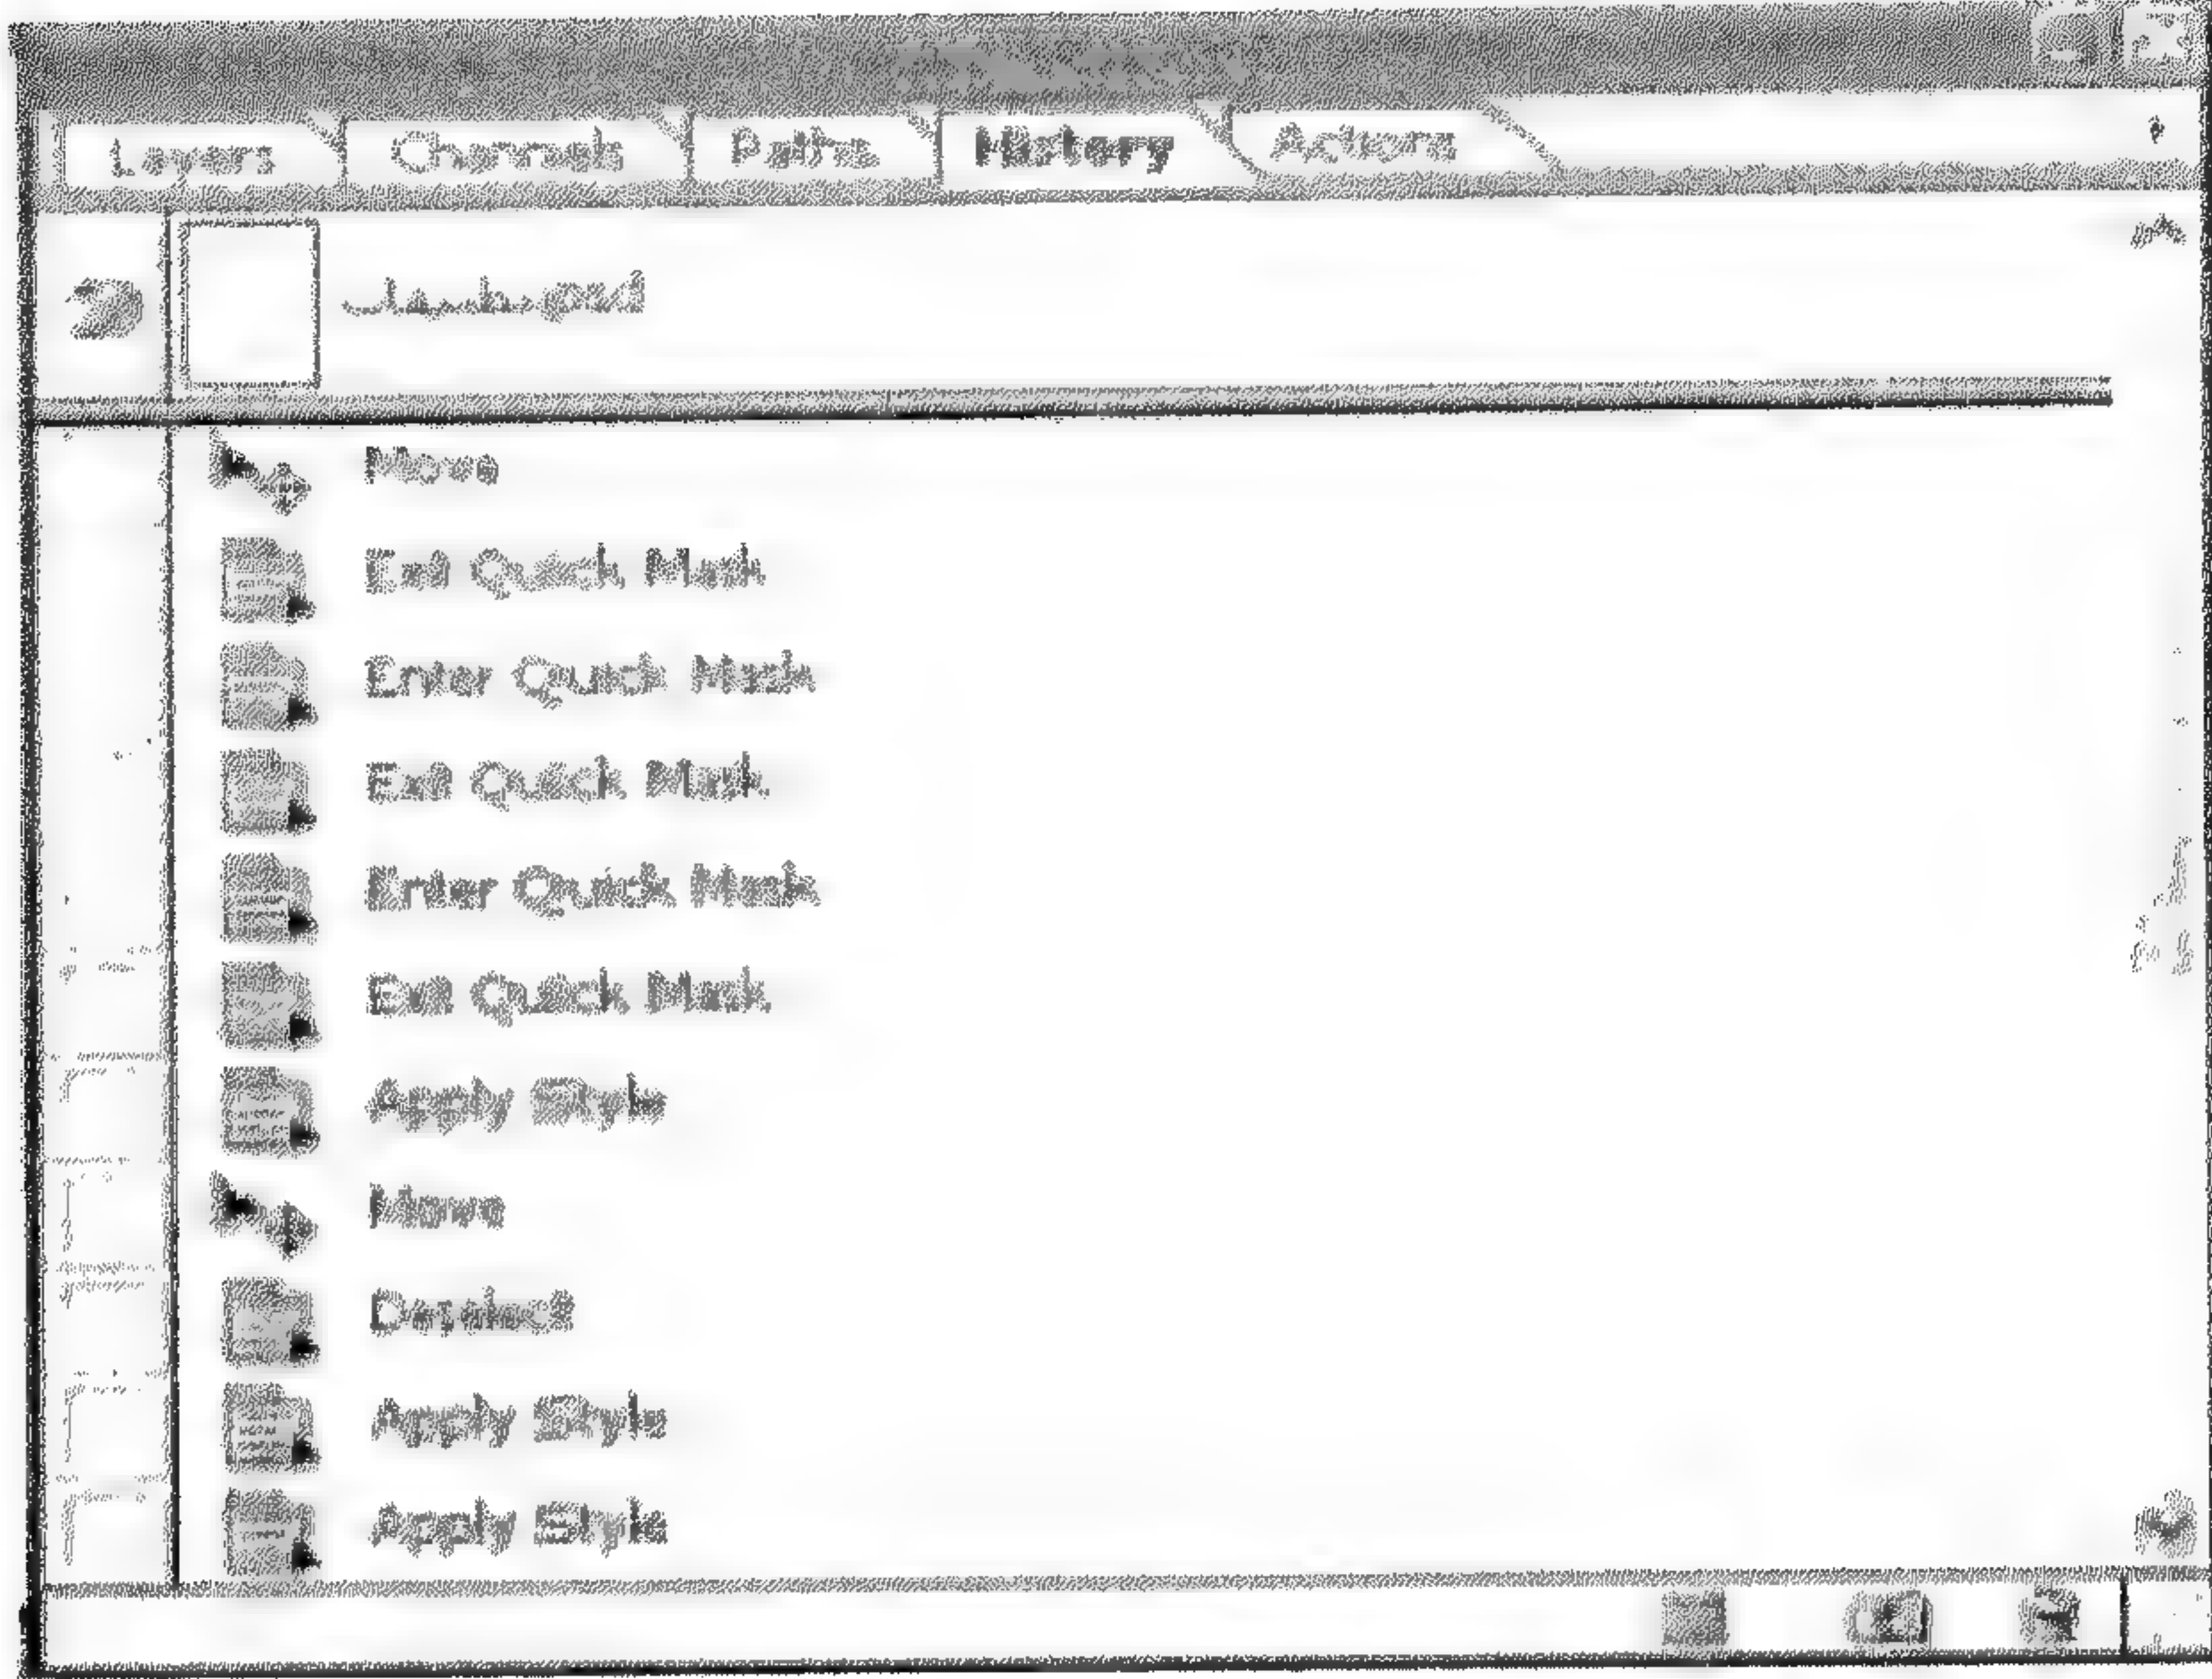 Layers Channels Paths History Actions
Move
Exit Quick Mask
Enter Quick Mask
Exit Quick Mask
Enter Quick Mask
Exit Quick Mask
Apply Style
Move
Deselect
Apply Style
Apply Style